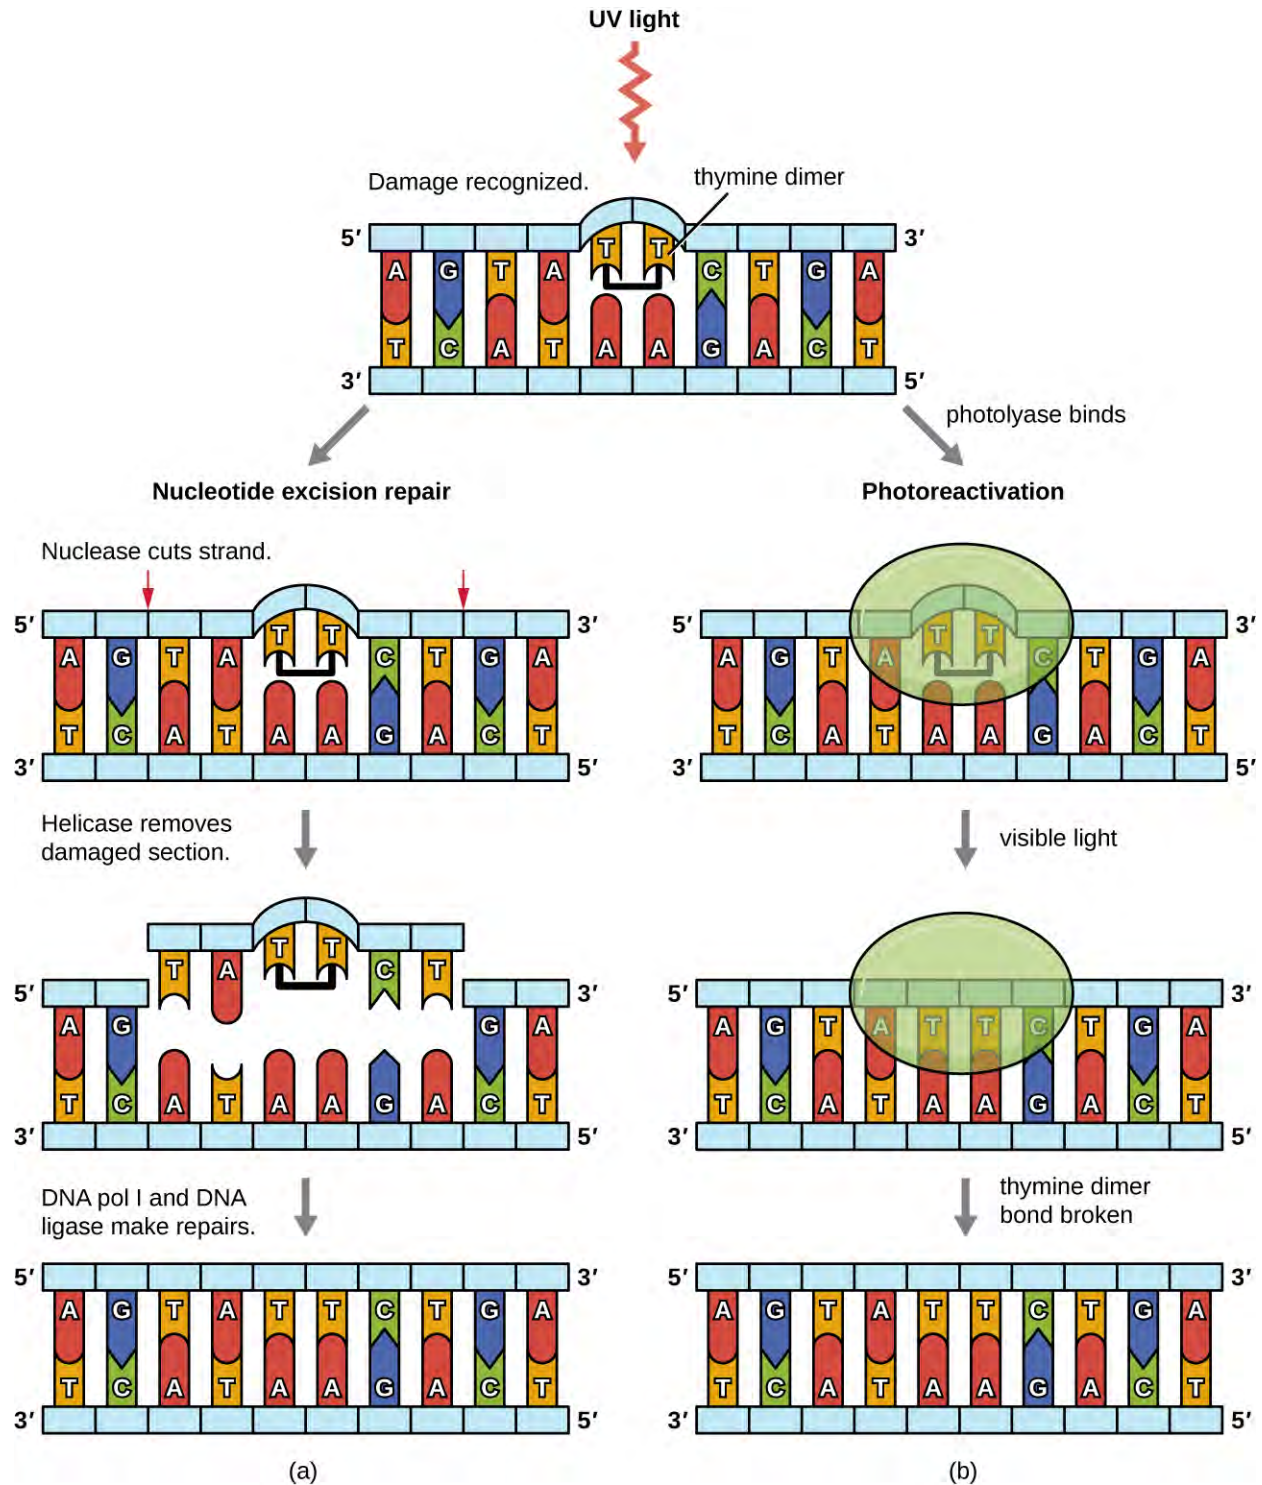 UV light
Damage recognized.
thymine dimer
5′ 3′
A G T A T T C T G A
T C A T A A G A C T
3′ 5′
photolyase binds
Nucleotide excision repair
Nuclease cuts strand.
5′ 3′
A G T A T T C T G A
T C A T A A G A C T
3′ 5′
Helicase removes
damaged section.
T A T T C T
5′ 3′
A G G A
T C A T A A G A C T
3′ 5′
DNA pol I and DNA
ligase make repairs.
5′ 3′
A G T A T T C T G A
T C A T A A G A C T
3′ 5′
(a)
Photoreactivation
5′ 3′
A G T A T T C T G A
T C A T A A G A C T
3′ 5′
visible light
5′ 3′
A G T A T T C T G A
T C A T A A G A C T
3′ 5′
thymine dimer
bond broken
5′ 3′
A G T A T T C T G A
T C A T A A G A C T
3′ 5′
(b)